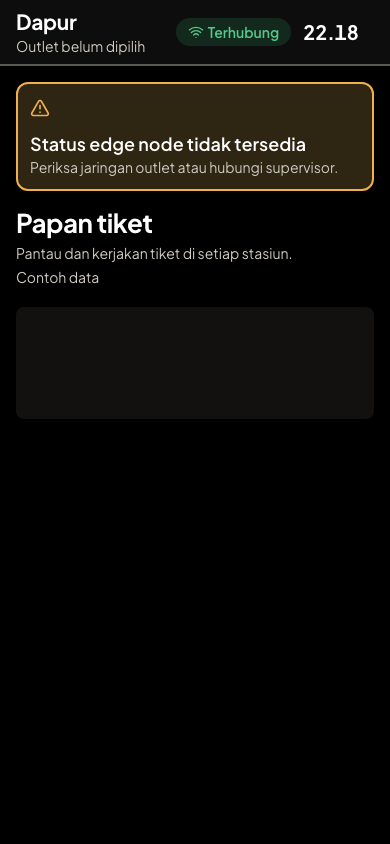 Dapur
Outlet belum dipilih
Terhubung
22.18
Status edge node tidak tersedia
Periksa jaringan outlet atau hubungi supervisor.
Papan tiket
Pantau dan kerjakan tiket di setiap stasiun.
Contoh data